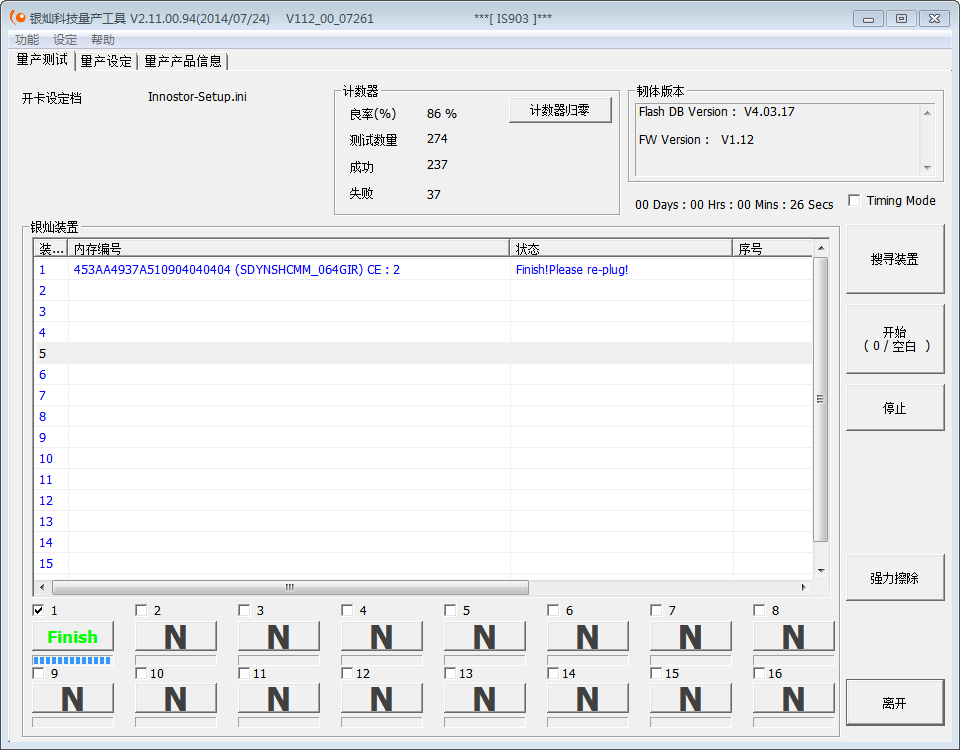 银灿科技量产工具 V2.11.00.94(2014/07/24)    V112_00_07261    ***[ IS903 ]***
功能 设定 帮助
量产测试 量产设定 量产产品信息
开卡设定档 Innostor-Setup.ini
计数器
良率(%) 86 % 计数器归零
测试数量 274
成功 237
失败 37
韧体版本
Flash DB Version : V4.03.17
FW Version : V1.12
00 Days : 00 Hrs : 00 Mins : 26 Secs Timing Mode
银灿装置
装... 内存编号 状态 序号
1 453AA4937A510904040404 (SDYNSHCMM_064GIR) CE : 2 Finish!Please re-plug!
2
3
4
5
6
7
8
9
10
11
12
13
14
15
搜寻装置
开始
( 0 / 空白 )
停止
强力擦除
1 2 3 4 5 6 7 8
Finish N N N N N N N
9 10 11 12 13 14 15 16
N N N N N N N N
离开